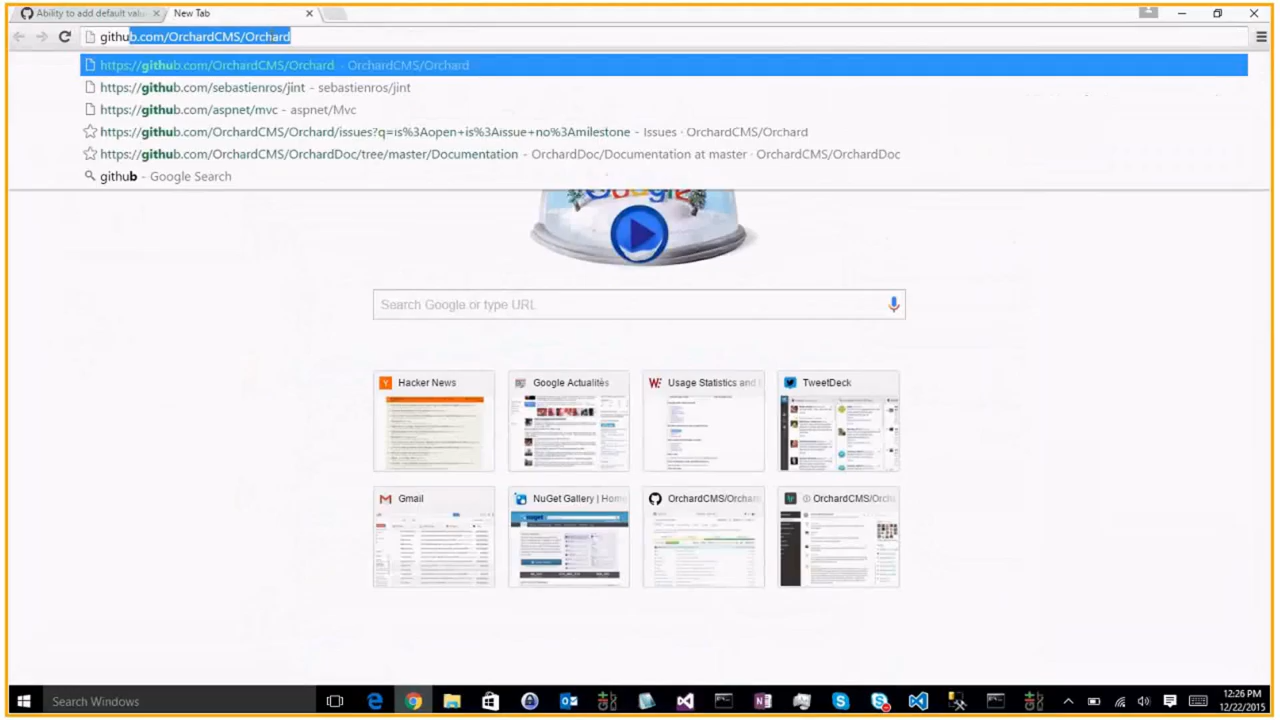 Ability to add default valu
New Tab
github.com/OrchardCMS/Orchard
https://github.com/OrchardCMS/Orchard - OrchardCMS/Orchard
https://github.com/sebastienros/jint - sebastienros/jint
https://github.com/aspnet/mvc - aspnet/Mvc
https://github.com/OrchardCMS/Orchard/issues?q=is%3Aopen+is%3Aissue+no%3Amilestone - Issues · OrchardCMS/Orchard
https://github.com/OrchardCMS/OrchardDoc/tree/master/Documentation - OrchardDoc/Documentation at master · OrchardCMS/OrchardDoc
github - Google Search
Google
Search Google or type URL
Hacker News
Google Actualités
Usage Statistics and
TweetDeck
Gmail
NuGet Gallery | Home
OrchardCMS/Orchard
OrchardCMS/Orcha
Search Windows
12:26 PM
12/22/2015